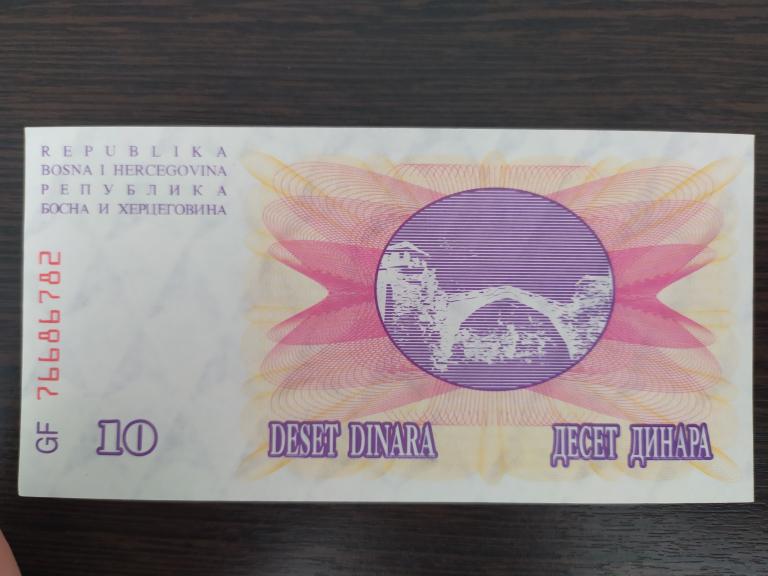 REPUBLIKA
BOSNA I HERCEGOVINA
РЕПУБЛИКА
БОСНА И ХЕРЦЕГОВИНА
GF 76686782
10
DESET DINARA
ДЕСЕТ ДИНАРА